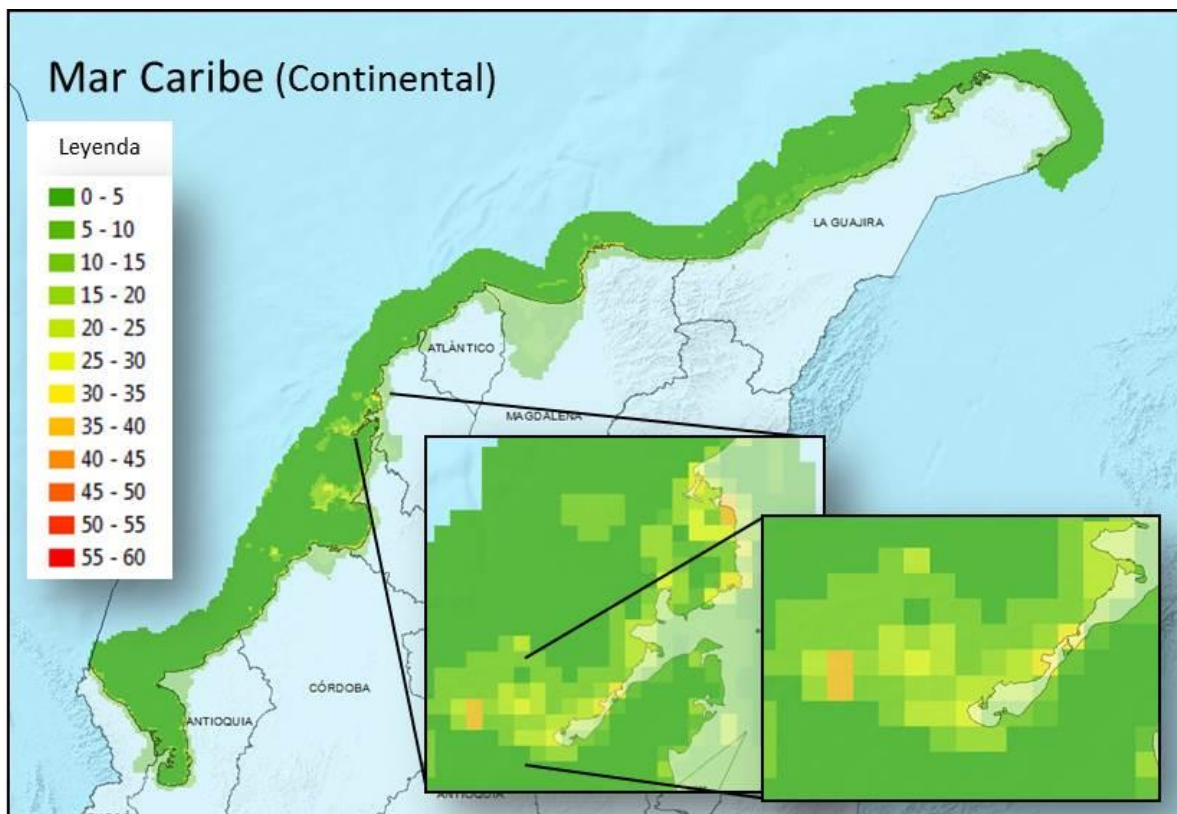 Mar Caribe (Continental)
Leyenda
0 - 5
5 - 10
10 - 15
15 - 20
20 - 25
25 - 30
30 - 35
35 - 40
40 - 45
45 - 50
50 - 55
55 - 60
LA GUAJIRA
ATLÀNTICO
MAGDALENA
CÓRDOBA
ANTIOQUIA
ANTIOQUIA